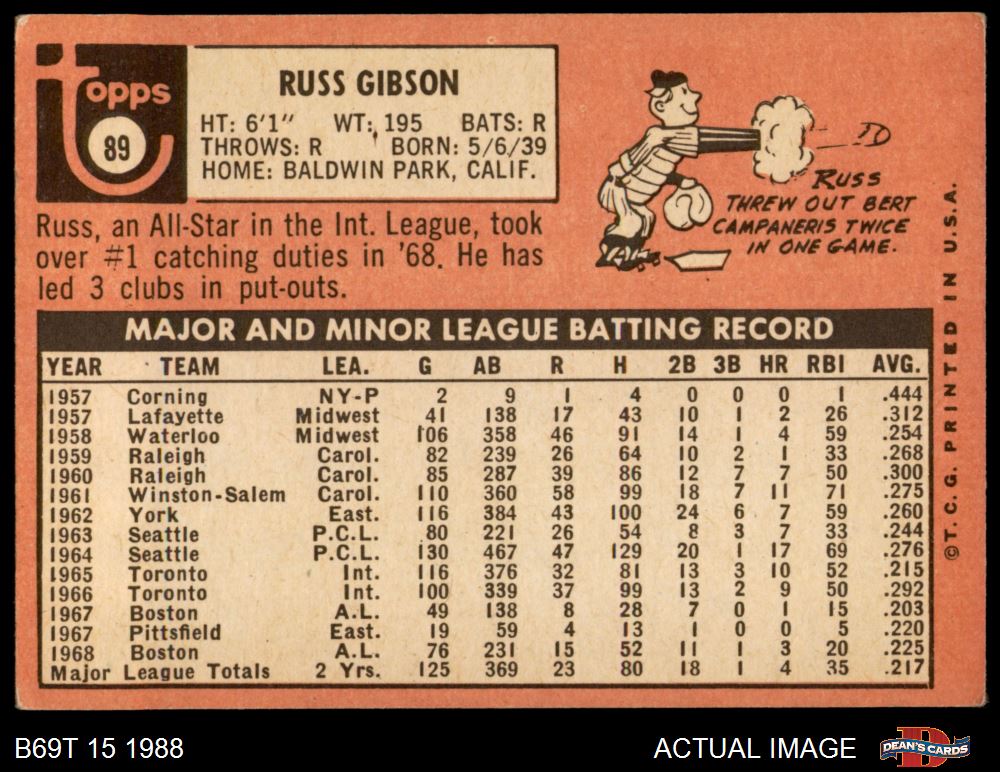 topps
89
RUSS GIBSON
HT: 6'1" WT: 195 BATS: R
THROWS: R BORN: 5/6/39
HOME: BALDWIN PARK, CALIF.
Russ, an All-Star in the Int. League, took
over #1 catching duties in '68. He has
led 3 clubs in put-outs.
RUSS
THREW OUT BERT
CAMPANERIS TWICE
IN ONE GAME.
MAJOR AND MINOR LEAGUE BATTING RECORD
YEAR TEAM LEA. G AB R H 2B 3B HR RBI AVG.
1957 Corning NY-P 2 9 1 4 0 0 0 1 .444
1957 Lafayette Midwest 41 138 17 43 10 1 2 26 .312
1958 Waterloo Midwest 106 358 46 91 14 1 4 59 .254
1959 Raleigh Carol. 82 239 26 64 10 2 1 33 .268
1960 Raleigh Carol. 85 287 39 86 12 7 7 50 .300
1961 Winston-Salem Carol. 110 360 58 99 18 7 11 71 .275
1962 York East. 116 384 43 100 24 6 7 59 .260
1963 Seattle P.C.L. 80 221 26 54 8 3 7 33 .244
1964 Seattle P.C.L. 130 467 47 129 20 1 17 69 .276
1965 Toronto Int. 116 376 32 81 13 3 10 52 .215
1966 Toronto Int. 100 339 37 99 13 2 9 50 .292
1967 Boston A.L. 49 138 8 28 7 0 1 15 .203
1967 Pittsfield East. 19 59 4 13 1 0 0 5 .220
1968 Boston A.L. 76 231 15 52 11 1 3 20 .225
Major League Totals 2 Yrs. 125 369 23 80 18 1 4 35 .217
©T.C.G. PRINTED IN U.S.A.
B69T 15 1988
ACTUAL IMAGE
DEAN'S CARDS